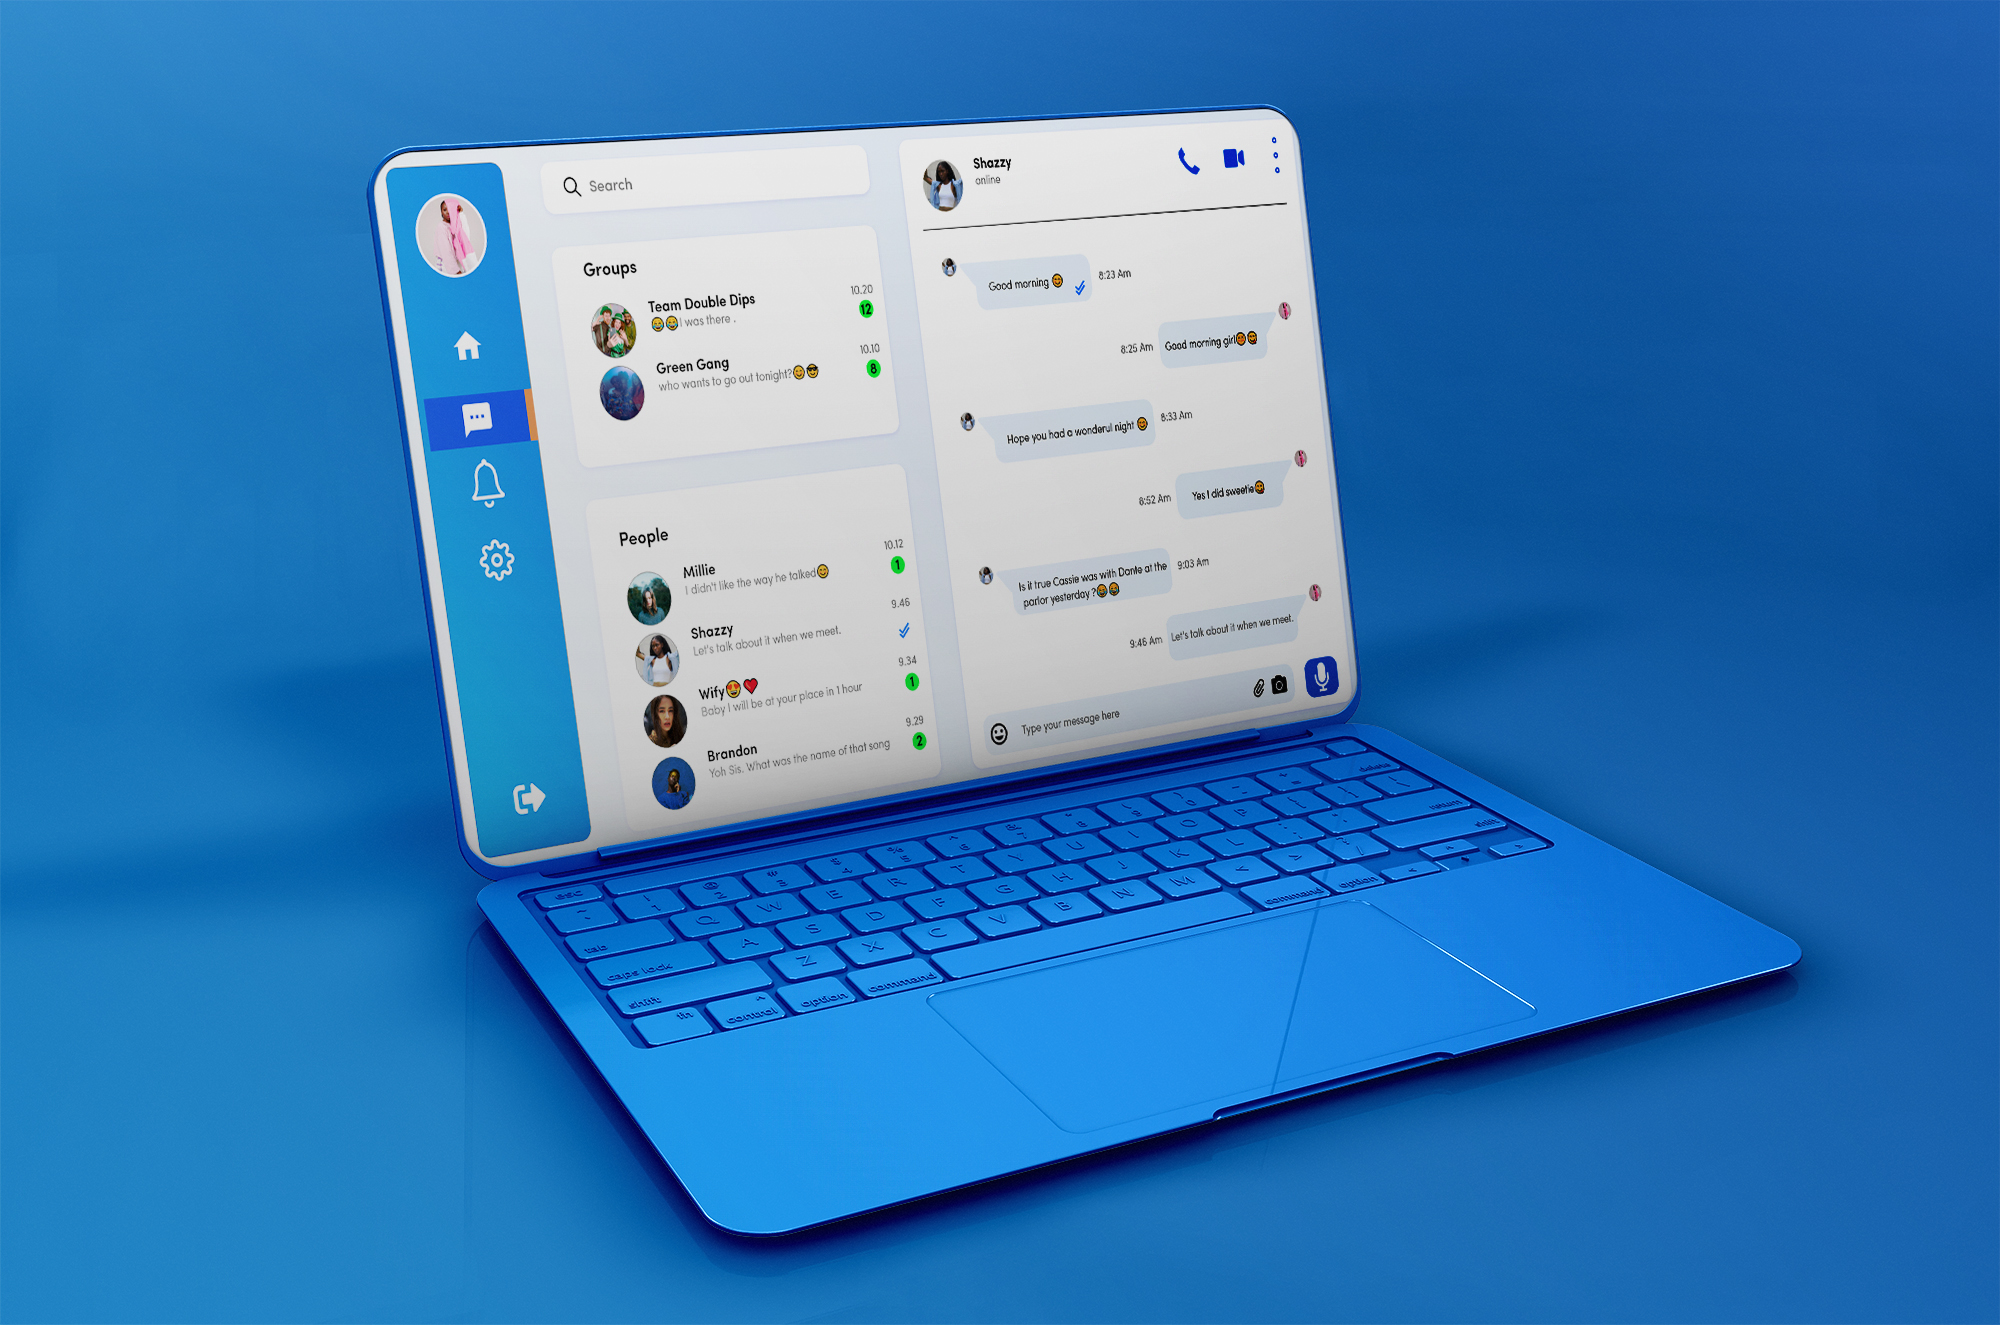 Search
Groups
Team Double Dips
10.20
😂😂I was there .
12
Green Gang
10.10
who wants to go out tonight?😊😎
8
People
Millie
10.12
I didn't like the way he talked😊
1
Shazzy
9.46
Let's talk about it when we meet.
Wify😍❤️
9.34
Baby I will be at your place in 1 hour
1
Brandon
9.29
Yoh Sis. What was the name of that song
2
Shazzy
online
Good morning 😊
8:23 Am
8:25 Am
Good morning girl
Hope you had a wonderul night 😊
8:33 Am
8:52 Am
Yes I did sweetie
Is it true Cassie was with Dante at the
parlor yesterday ?
9:03 Am
9:46 Am
Let's talk about it when we meet.
Type your message here
esc
delete
tab
Q W E R T Y U I O P
return
caps lock
A S D F G H J K L
shift
Z X C V B N M
shift
fn
control
option
command
command
option